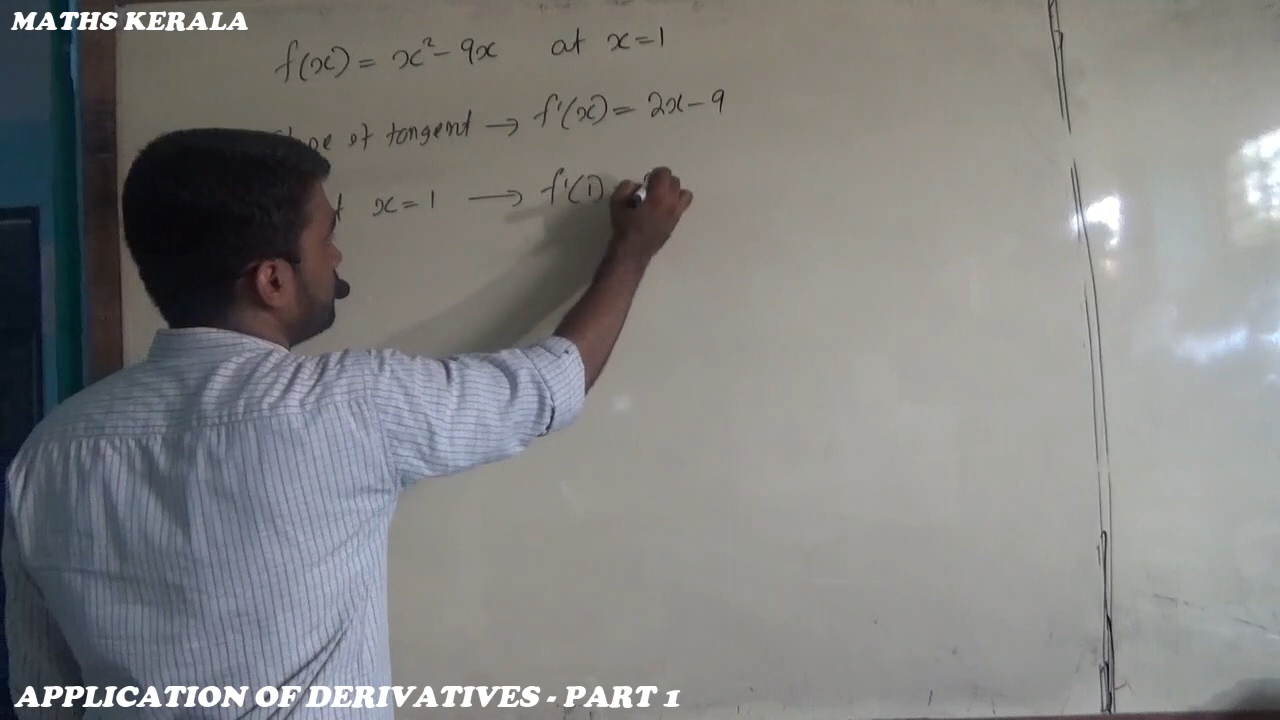 MATHS KERALA
f(x) = x² - 9x at x = 1
of tangent → f'(x) = 2x - 9
x = 1 → f'(1)
APPLICATION OF DERIVATIVES - PART 1